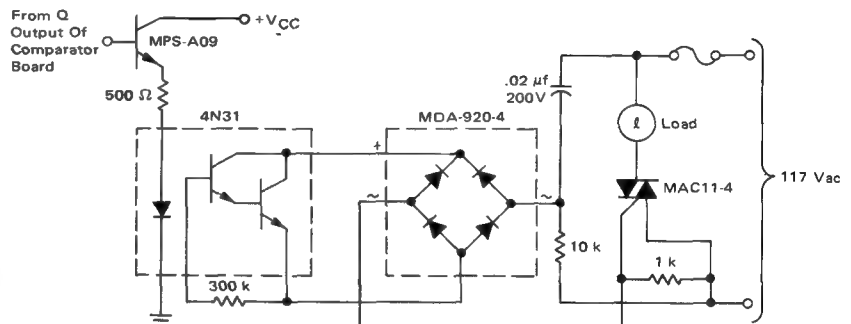 From Q
Output Of
Comparator
Board
MPS-A09
+VCC
500 Ω
4N31
MDA-920-4
.02 µf
200V
ℓ Load
+
~
~
MAC11-4
117 Vac
10 k
1 k
300 k